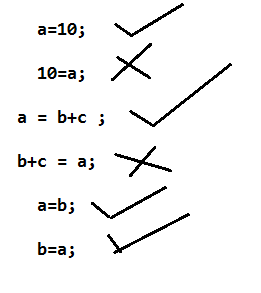 a=10;
10=a;
a = b+c ;
b+c = a;
a=b;
b=a;